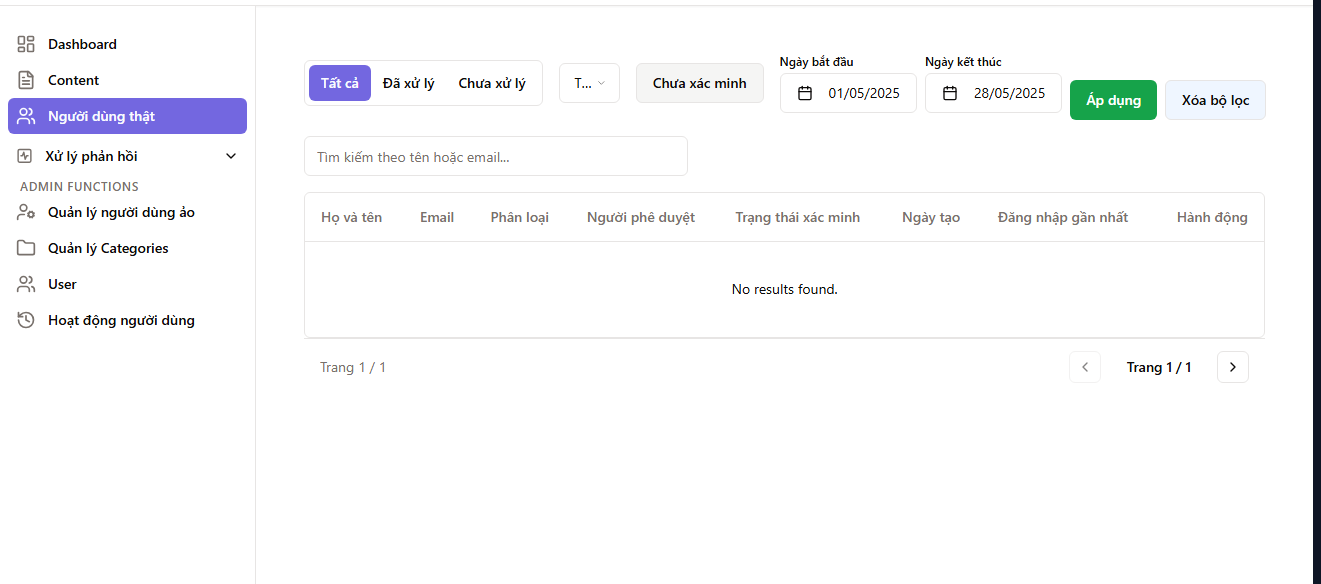 Dashboard
Content
Người dùng thật
Xử lý phản hồi
ADMIN FUNCTIONS
Quản lý người dùng ảo
Quản lý Categories
User
Hoạt động người dùng
Tất cả Đã xử lý Chưa xử lý T... Chưa xác minh
Ngày bắt đầu
01/05/2025
Ngày kết thúc
28/05/2025
Áp dụng Xóa bộ lọc
Tìm kiếm theo tên hoặc email...
Họ và tên Email Phân loại Người phê duyệt Trạng thái xác minh Ngày tạo Đăng nhập gần nhất Hành động
No results found.
Trang 1 / 1 Trang 1 / 1